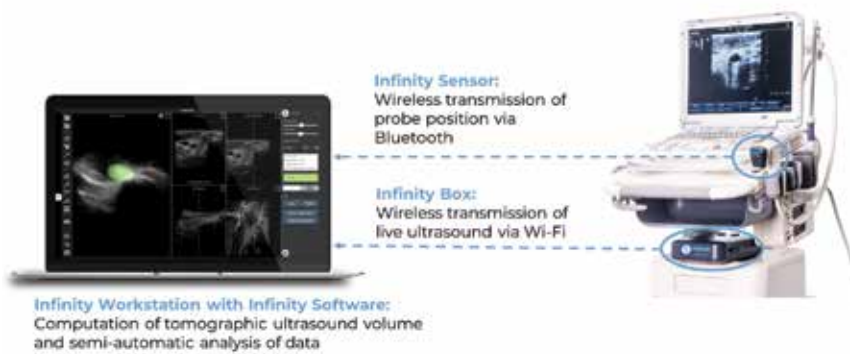 Infinity Sensor:
Wireless transmission of
probe position via
Bluetooth
Infinity Box:
Wireless transmission of
live ultrasound via Wi-Fi
Infinity Workstation with Infinity Software:
Computation of tomographic ultrasound volume
and semi-automatic analysis of data